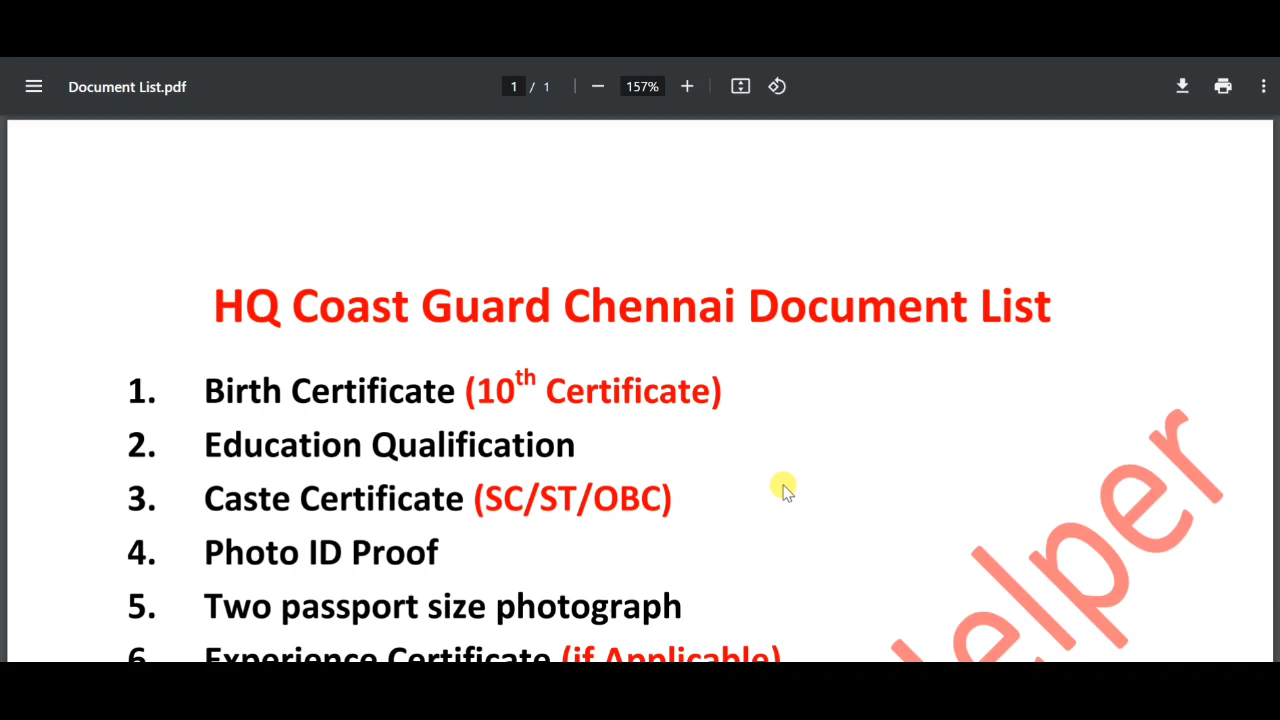 Document List.pdf
1 / 1
157%
HQ Coast Guard Chennai Document List
1. Birth Certificate (10th Certificate)
2. Education Qualification
3. Caste Certificate (SC/ST/OBC)
4. Photo ID Proof
5. Two passport size photograph
6. Experience Certificate (if Applicable)
elper